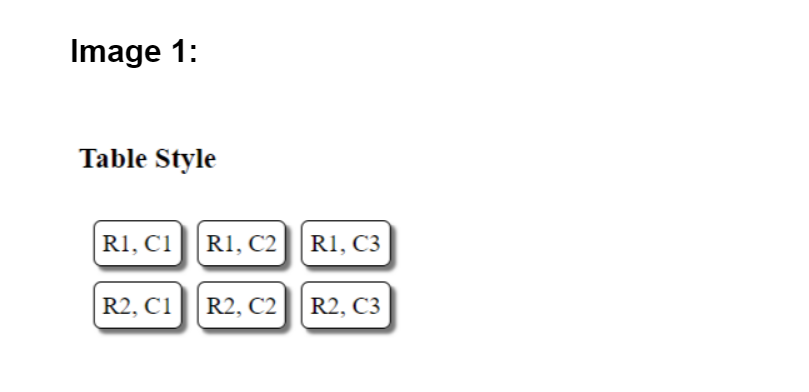 Image 1:
Table Style
R1, C1 R1, C2 R1, C3
R2, C1 R2, C2 R2, C3